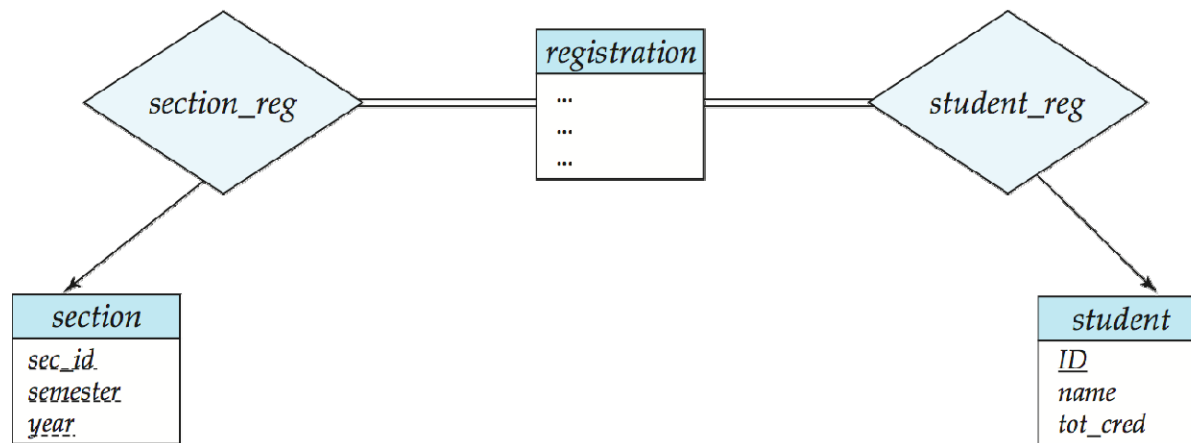 registration
...
...
...
section_reg
student_reg
section
sec_id
semester
year
student
ID
name
tot_cred